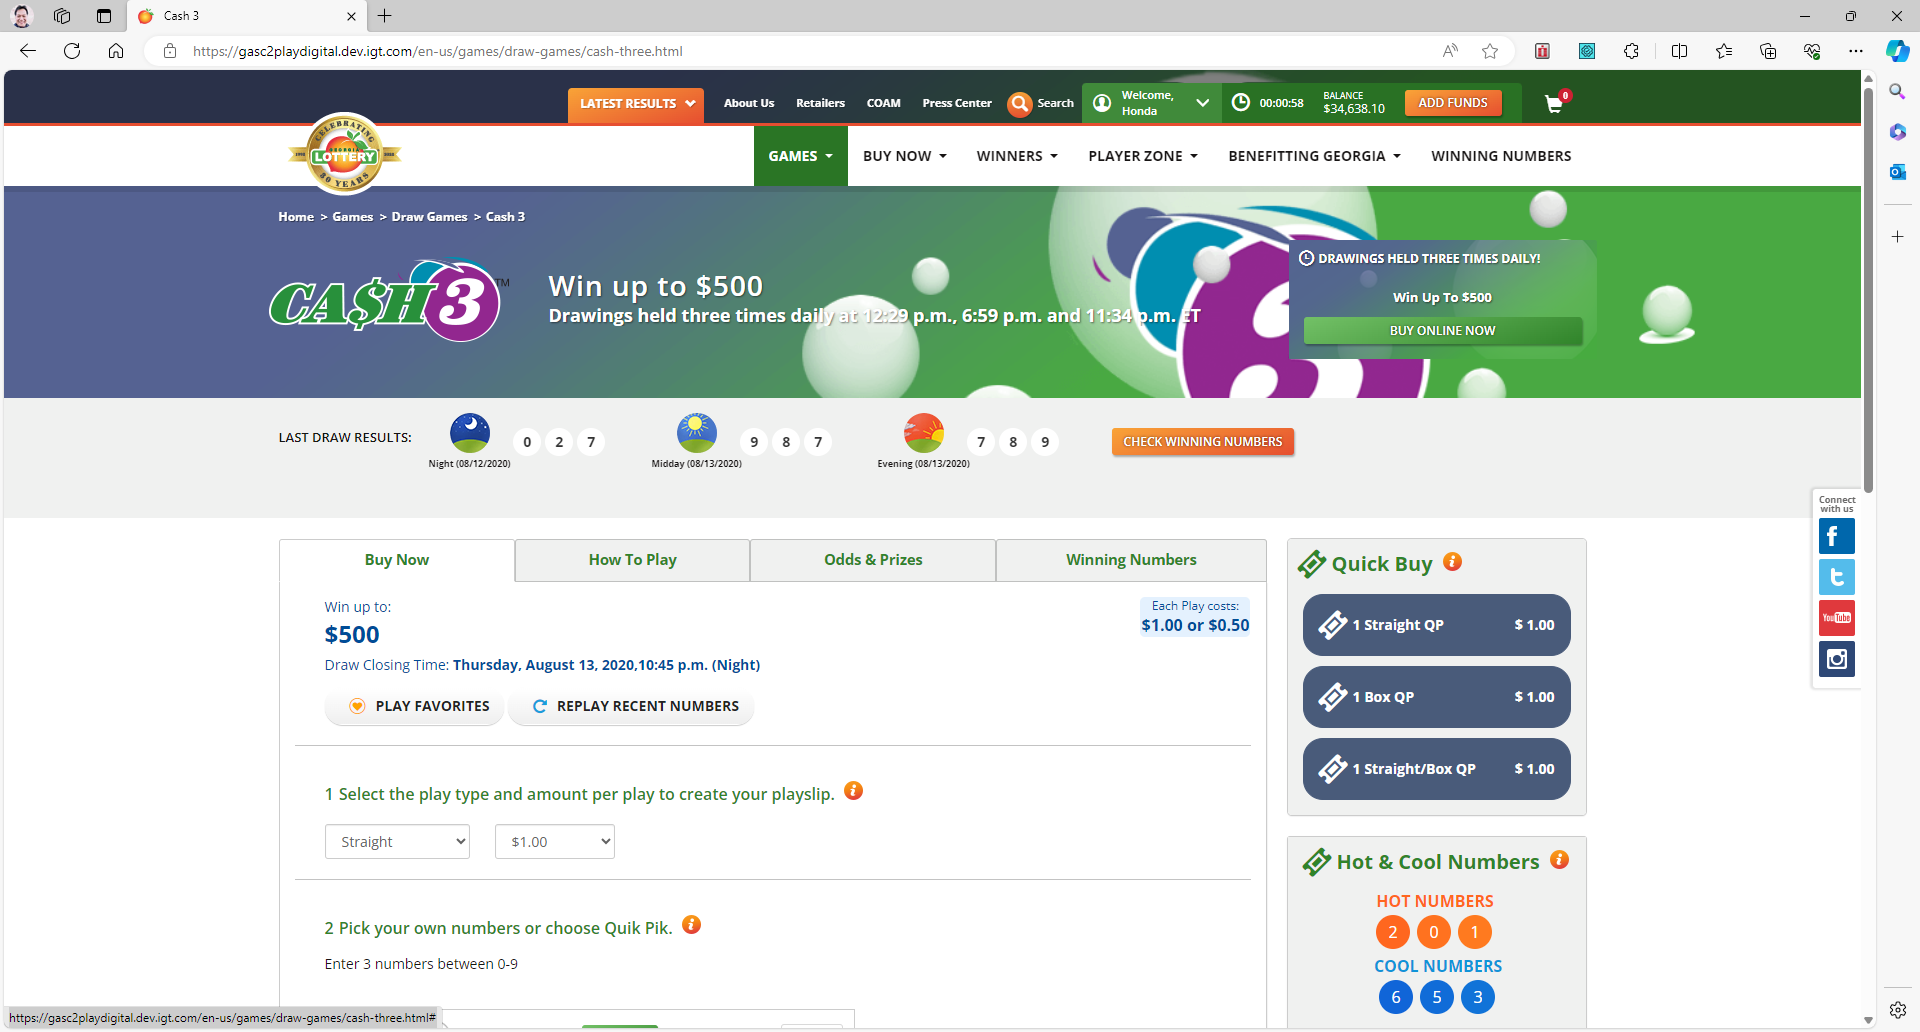 Cash 3
https://gasc2playdigital.dev.igt.com/en-us/games/draw-games/cash-three.html
LATEST RESULTS
About Us
Retailers
COAM
Press Center
Search
Welcome,
Honda
00:00:58
BALANCE
$34,638.10
ADD FUNDS
0
CELEBRATING
GEORGIA
LOTTERY
30 YEARS
GAMES
BUY NOW
WINNERS
PLAYER ZONE
BENEFITTING GEORGIA
WINNING NUMBERS
Home > Games > Draw Games > Cash 3
CA$H 3 TM
Win up to $500
Drawings held three times daily at 12:29 p.m., 6:59 p.m. and 11:34 p.m. ET
DRAWINGS HELD THREE TIMES DAILY!
Win Up To $500
BUY ONLINE NOW
LAST DRAW RESULTS:
0 2 7
Night (08/12/2020)
9 8 7
Midday (08/13/2020)
7 8 9
Evening (08/13/2020)
CHECK WINNING NUMBERS
Connect
with us
You Tube
Buy Now
How To Play
Odds & Prizes
Winning Numbers
Win up to:
$500
Each Play costs:
$1.00 or $0.50
Draw Closing Time: Thursday, August 13, 2020,10:45 p.m. (Night)
PLAY FAVORITES
REPLAY RECENT NUMBERS
1 Select the play type and amount per play to create your playslip.
Straight
$1.00
2 Pick your own numbers or choose Quik Pik.
Enter 3 numbers between 0-9
Quick Buy
1 Straight QP $ 1.00
1 Box QP $ 1.00
1 Straight/Box QP $ 1.00
Hot & Cool Numbers
HOT NUMBERS
2 0 1
COOL NUMBERS
6 5 3
https://gasc2playdigital.dev.igt.com/en-us/games/draw-games/cash-three.html#